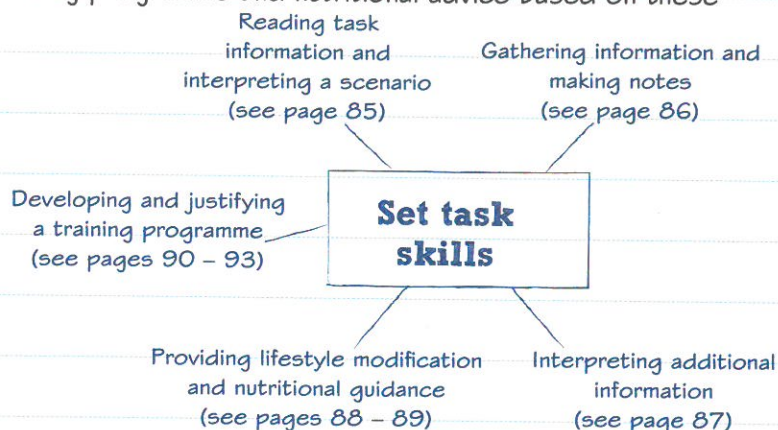 Reading task
information and
interpreting a scenario
(see page 85)
Gathering information and
making notes
(see page 86)
Developing and justifying
a training programme
(see pages 90 – 93)
Set task
skills
Providing lifestyle modification
and nutritional guidance
(see pages 88 – 89)
Interpreting additional
information
(see page 87)